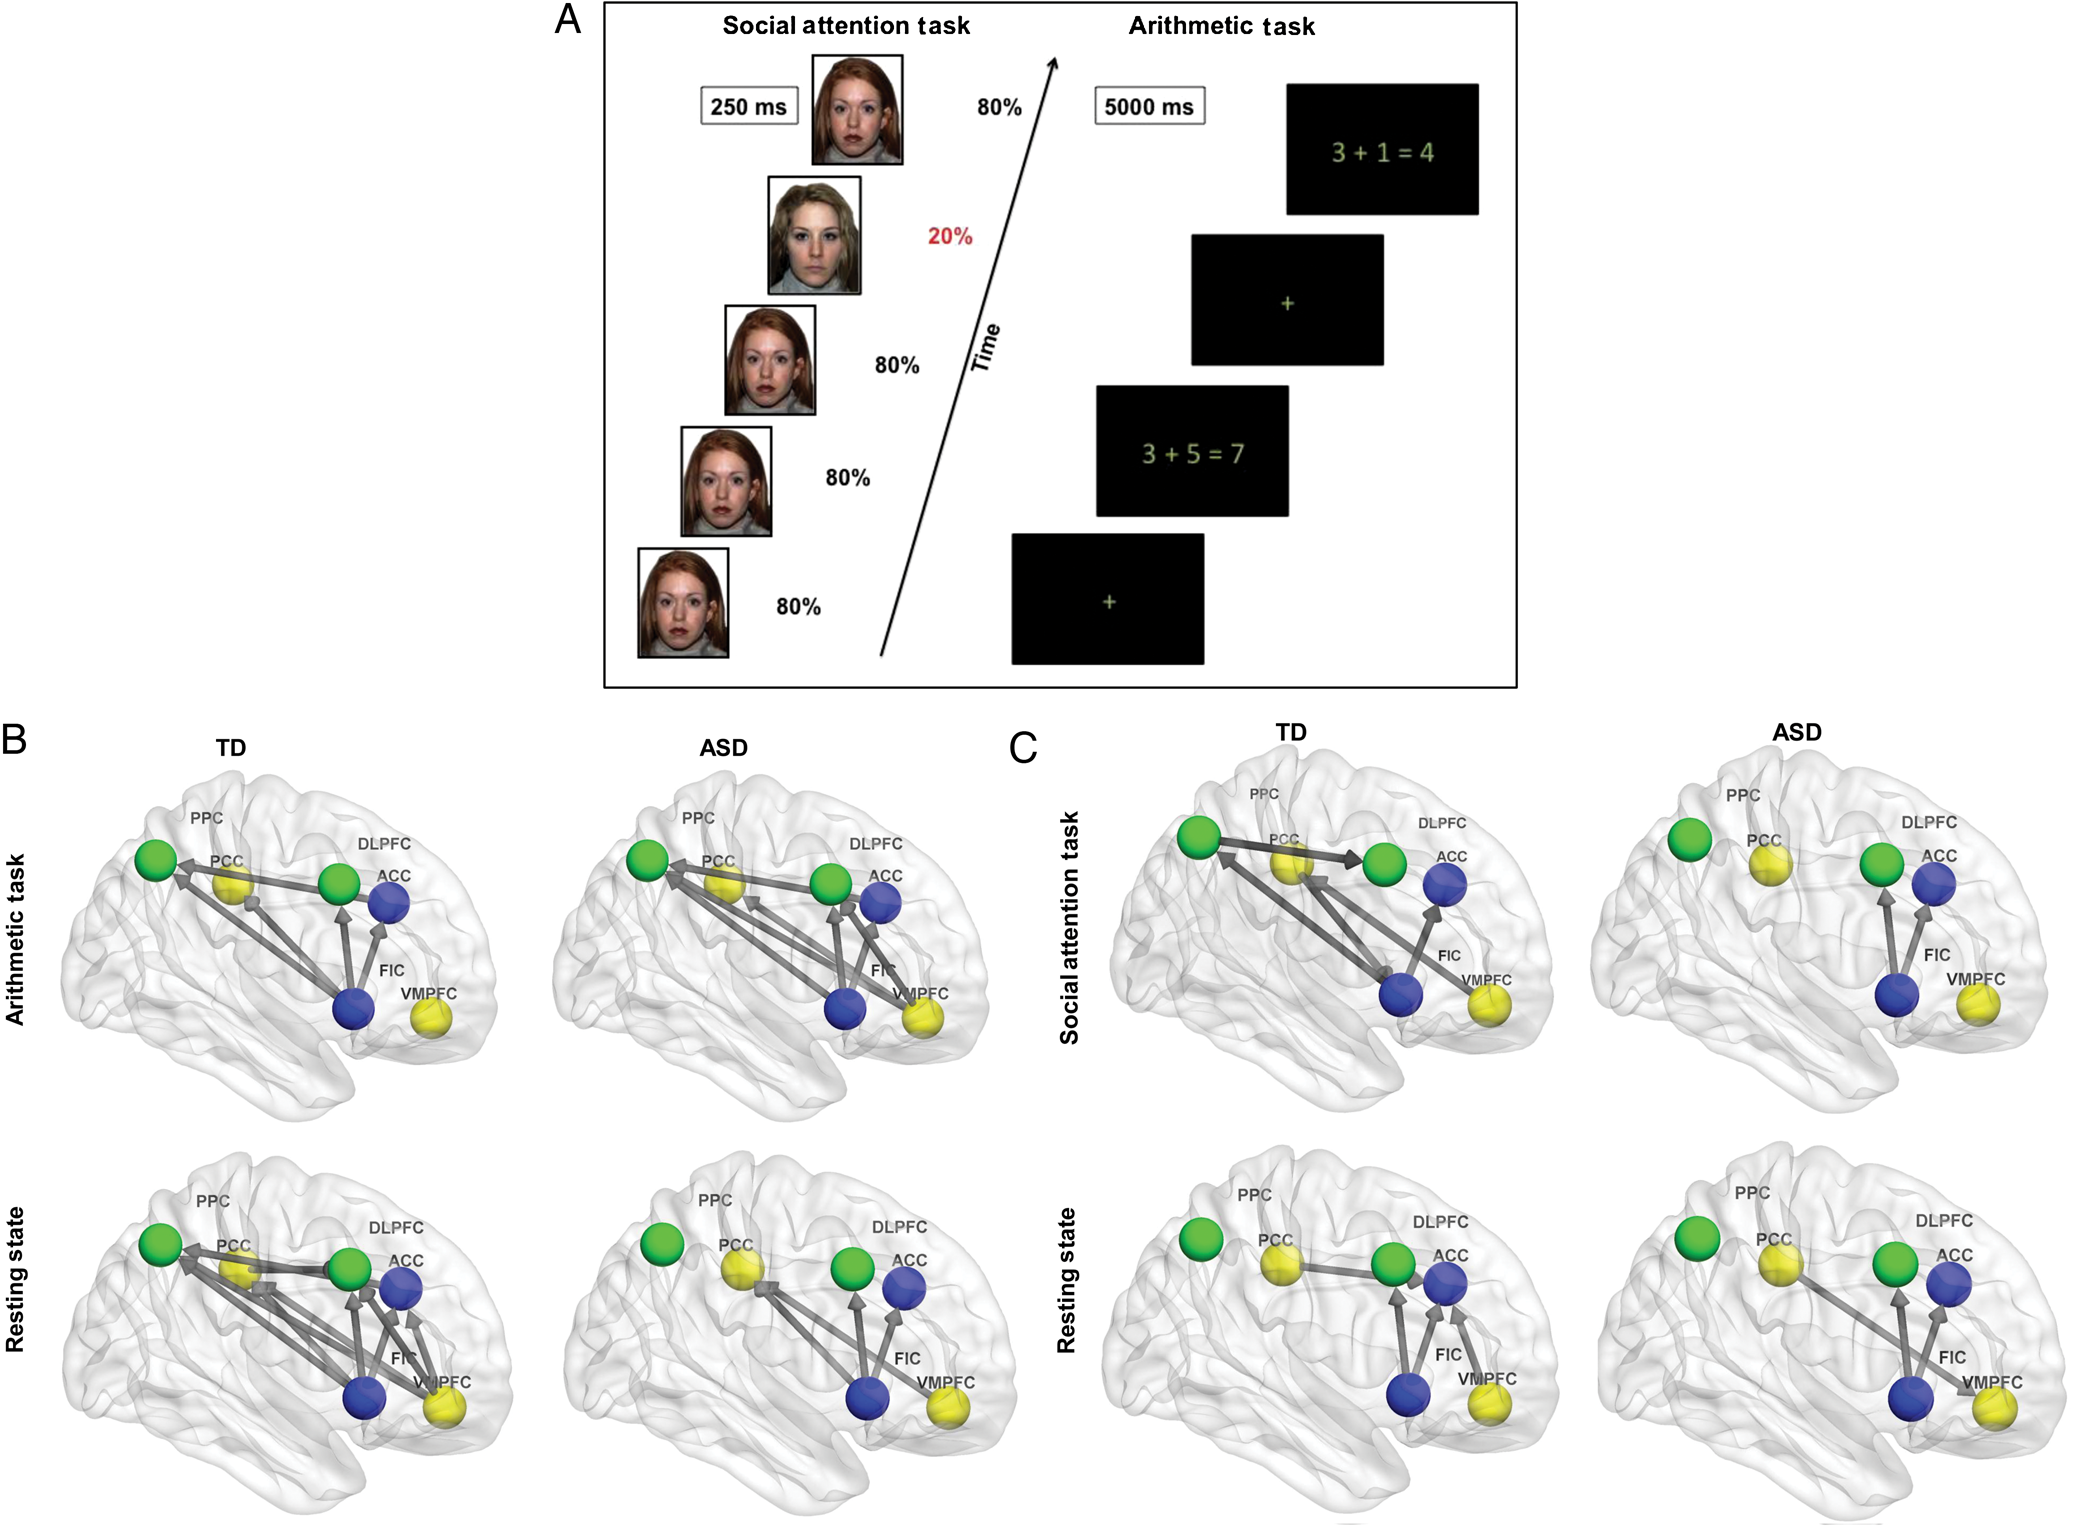 A
Social attention task
Arithmetic task
250 ms
80%
5000 ms
3 + 1 = 4
20%
+
80%
Time
3 + 5 = 7
80%
+
80%
B
TD
ASD
C
TD
ASD
Arithmetic task
PPC
DLPFC
PCC
ACC
FIC
VMPFC
PPC
DLPFC
PCC
ACC
FIC
VMPFC
Social attention task
PPC
DLPFC
PCC
ACC
FIC
VMPFC
PPC
DLPFC
PCC
ACC
FIC
VMPFC
Resting state
PPC
DLPFC
PCC
ACC
FIC
VMPFC
PPC
DLPFC
PCC
ACC
FIC
VMPFC
Resting state
PPC
DLPFC
PCC
ACC
FIC
VMPFC
PPC
DLPFC
PCC
ACC
FIC
VMPFC